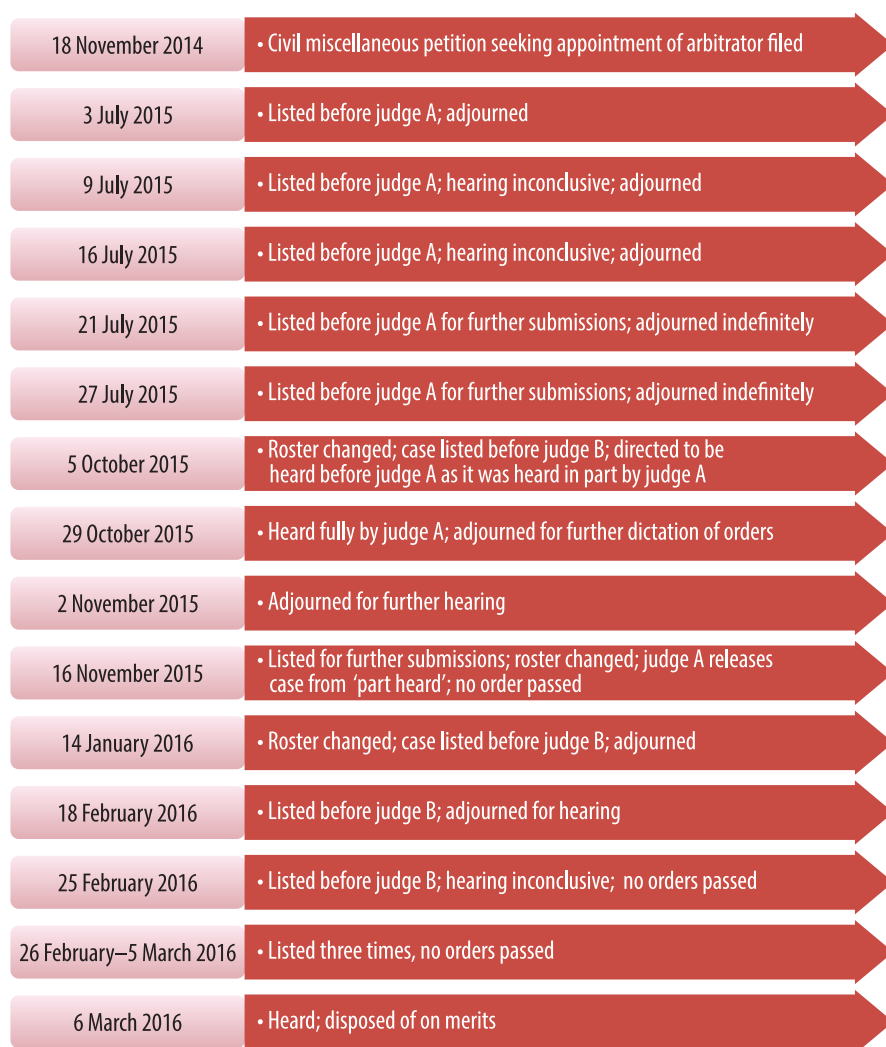 18 November 2014
• Civil miscellaneous petition seeking appointment of arbitrator filed
3 July 2015
• Listed before judge A; adjourned
9 July 2015
• Listed before judge A; hearing inconclusive; adjourned
16 July 2015
• Listed before judge A; hearing inconclusive; adjourned
21 July 2015
• Listed before judge A for further submissions; adjourned indefinitely
27 July 2015
• Listed before judge A for further submissions; adjourned indefinitely
5 October 2015
• Roster changed; case listed before judge B; directed to be
heard before judge A as it was heard in part by judge A
29 October 2015
• Heard fully by judge A; adjourned for further dictation of orders
2 November 2015
• Adjourned for further hearing
16 November 2015
• Listed for further submissions; roster changed; judge A releases
case from ‘part heard’; no order passed
14 January 2016
• Roster changed; case listed before judge B; adjourned
18 February 2016
• Listed before judge B; adjourned for hearing
25 February 2016
• Listed before judge B; hearing inconclusive; no orders passed
26 February–5 March 2016
• Listed three times, no orders passed
6 March 2016
• Heard; disposed of on merits